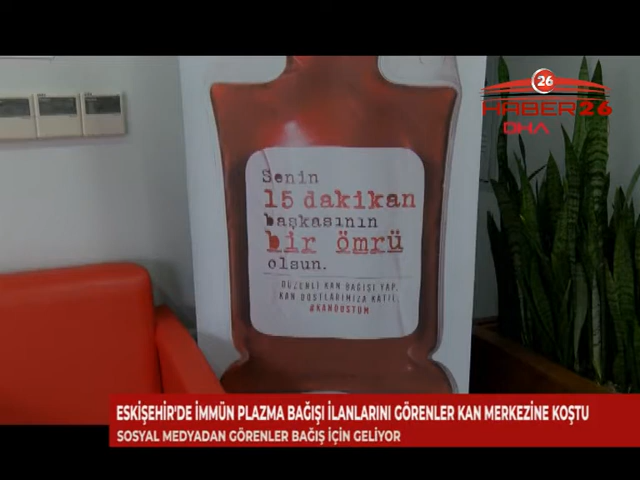 26
HABER26
DHA
Senin
15 dakikan
başkasının
bir ömrü
olsun.
DÜZENLİ KAN BAĞIŞI YAP,
KAN DOSTLARIMIZA KATIL.
#KANDOSTUM
ESKİŞEHİR'DE İMMÜN PLAZMA BAĞIŞI İLANLARINI GÖRENLER KAN MERKEZİNE KOŞTU
SOSYAL MEDYADAN GÖRENLER BAĞIŞ İÇİN GELİYOR